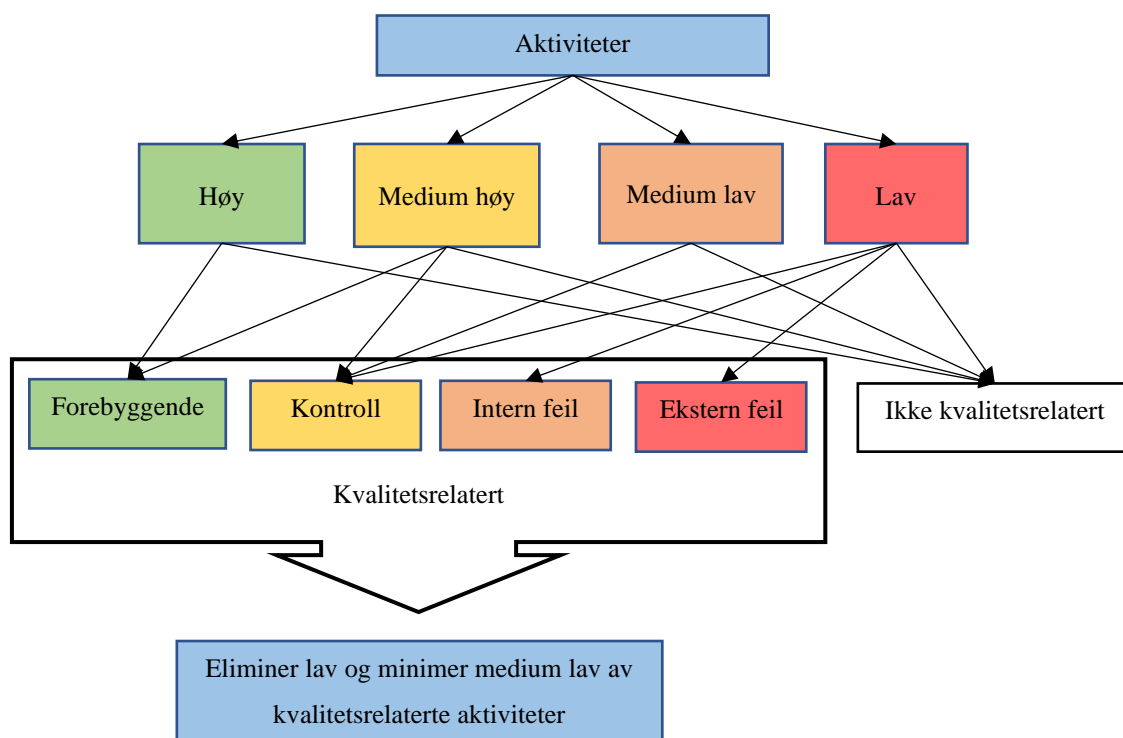 Aktiviteter
Høy
Medium høy
Medium lav
Lav
Forebyggende
Kontroll
Intern feil
Ekstern feil
Ikke kvalitetsrelatert
Kvalitetsrelatert
Eliminer lav og minimer medium lav av
kvalitetsrelaterte aktiviteter